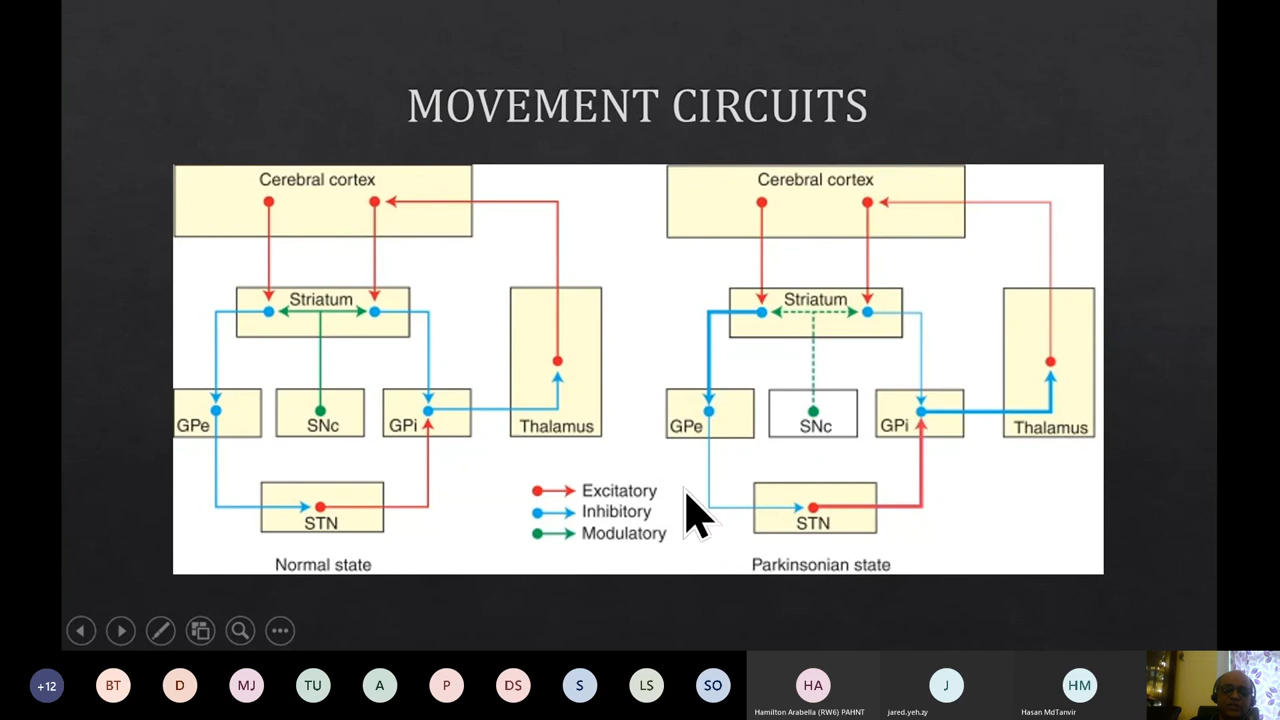 MOVEMENT CIRCUITS
Cerebral cortex
Striatum
GPe
SNc
GPi
Thalamus
STN
Normal state
Excitatory
Inhibitory
Modulatory
Cerebral cortex
Striatum
GPe
SNc
GPi
Thalamus
STN
Parkinsonian state
+12
BT
D
MJ
TU
A
P
DS
S
LS
SO
HA
Hamilton Arabella (RW6) PAHNT
J
jared.yeh.zy
HM
Hasan MdTanvir